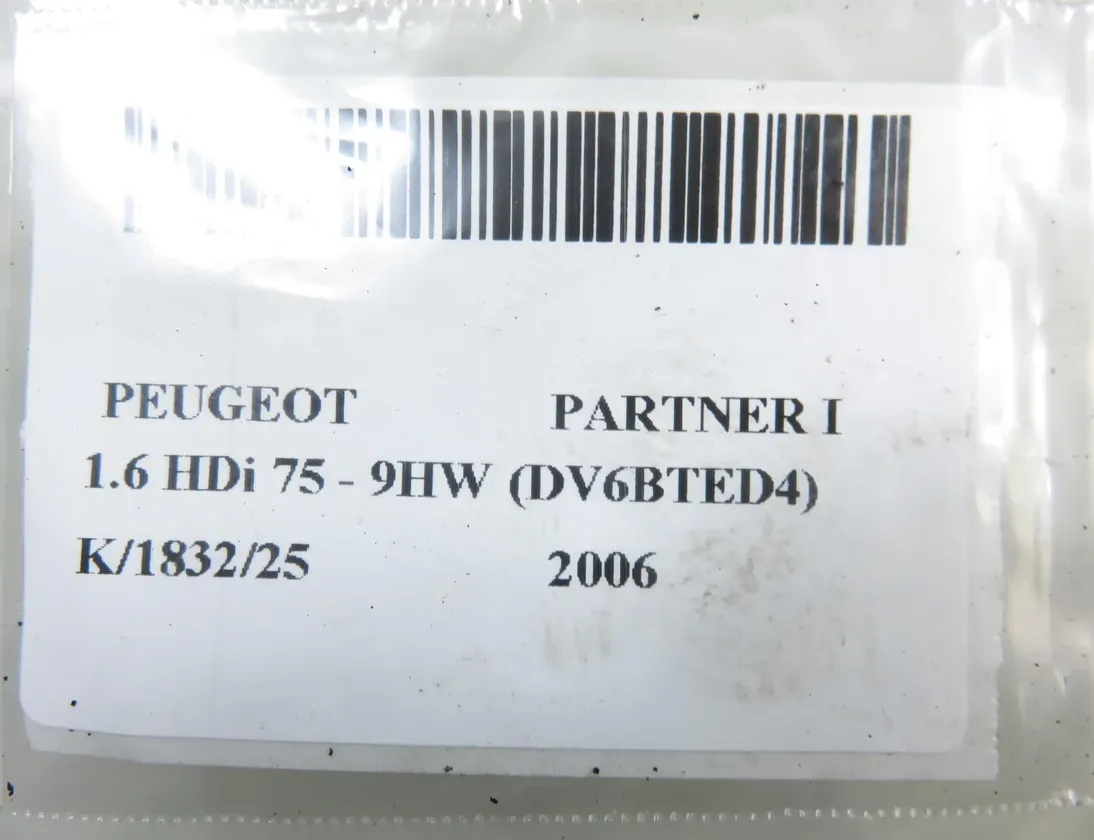 PEUGEOT PARTNER I
1.6 HDi 75 - 9HW (DV6BTED4)
K/1832/25 2006